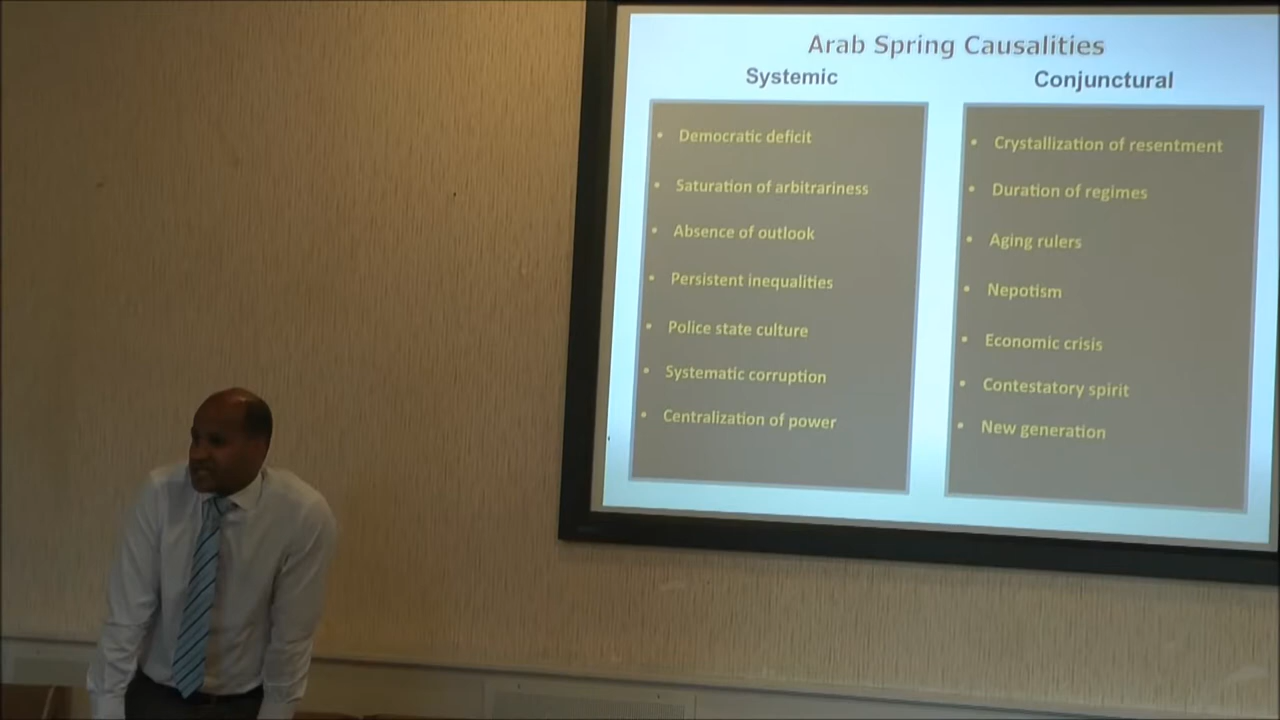 Arab Spring Causalities
Systemic
• Democratic deficit
• Saturation of arbitrariness
• Absence of outlook
• Persistent inequalities
• Police state culture
• Systematic corruption
• Centralization of power
Conjunctural
• Crystallization of resentment
• Duration of regimes
• Aging rulers
• Nepotism
• Economic crisis
• Contestatory spirit
• New generation